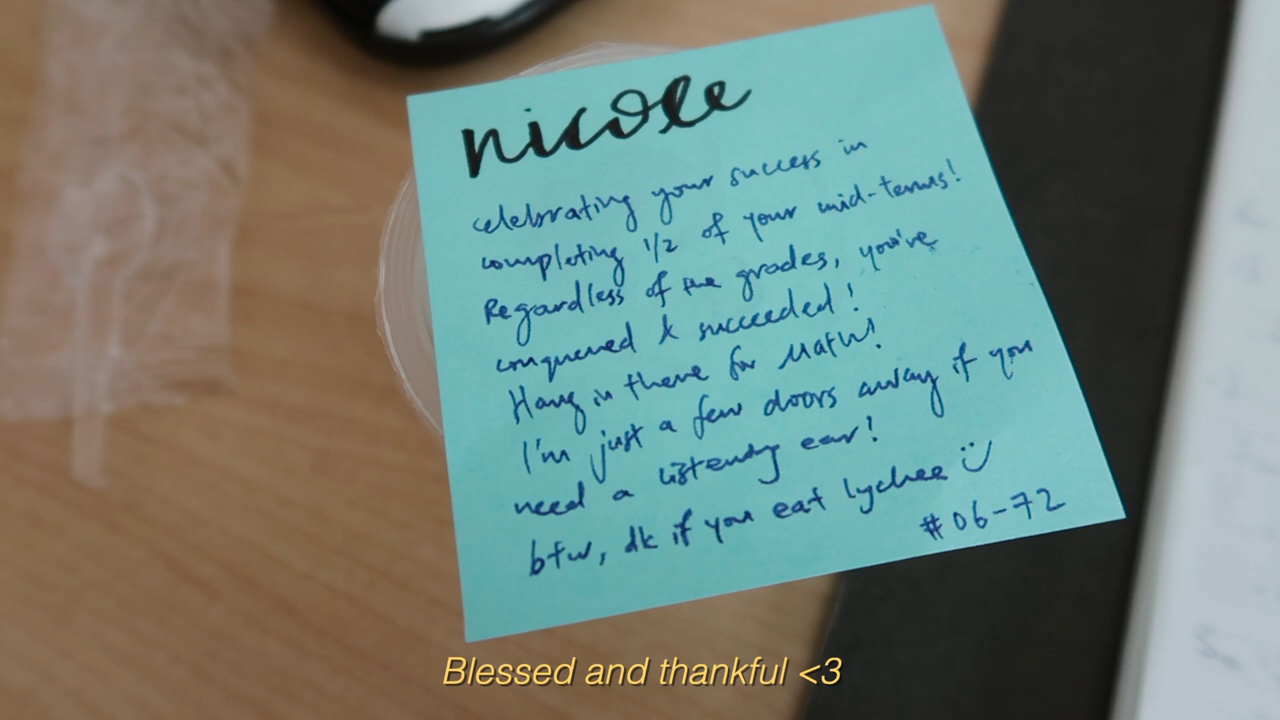 nicole
celebrating your success in
completing 1/2 of your mid-terms!
Regardless of the grades, you've
conquered & succeeded!
Hang in there for Math!
I'm just a few doors away if you
need a listening ear!
btw, dk if you eat lychee :)
#06-72
Blessed and thankful <3